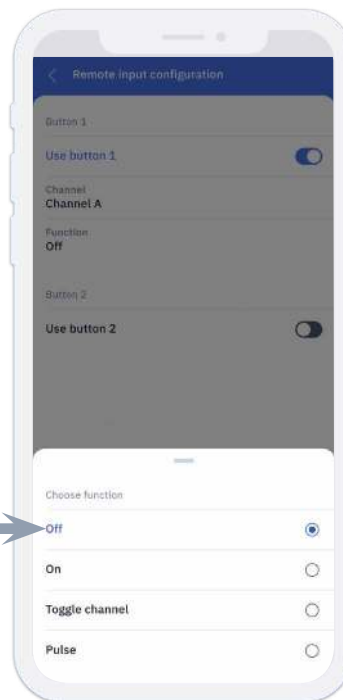 Remote input configuration
Button 1
Use button 1
Channel
Channel A
Function
Off
Button 2
Use button 2
Choose function
Off
On
Toggle channel
Pulse